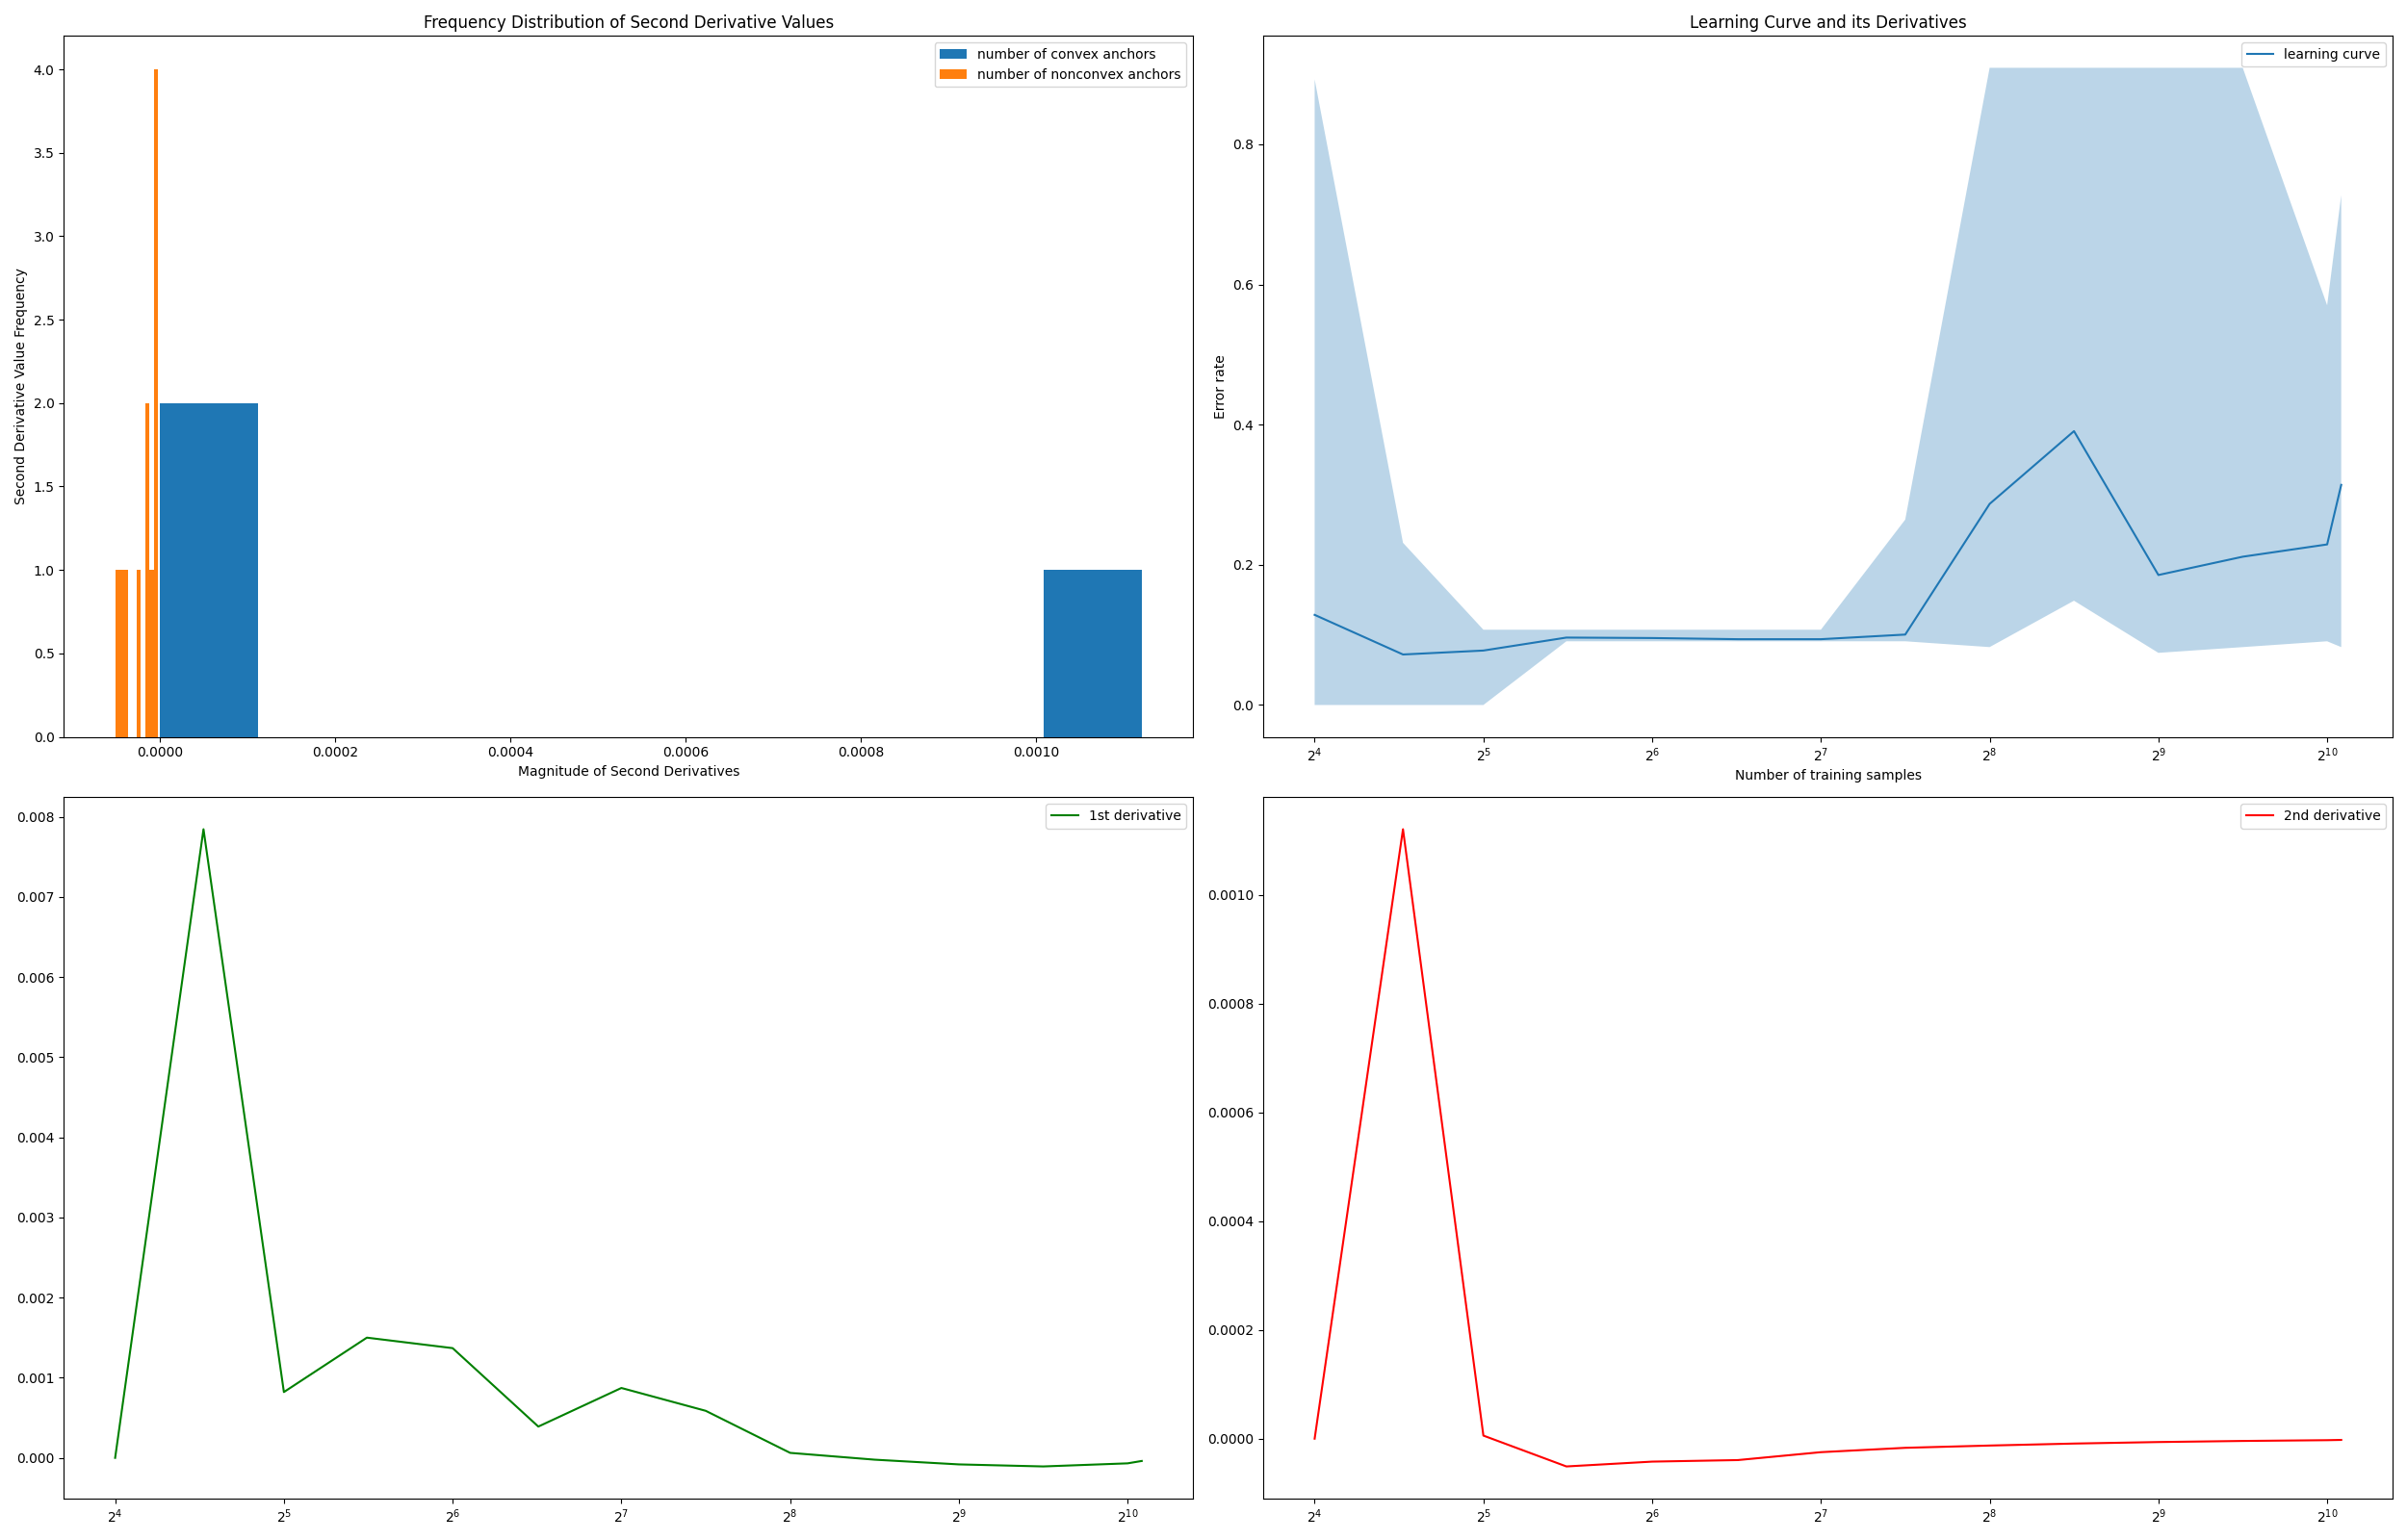 Frequency Distribution of Second Derivative Values
number of convex anchors
number of nonconvex anchors
Second Derivative Value Frequency
4.0
3.5
3.0
2.5
2.0
1.5
1.0
0.5
0.0
0.0000 0.0002 0.0004 0.0006 0.0008 0.0010
Magnitude of Second Derivatives
Learning Curve and its Derivatives
learning curve
Error rate
0.8
0.6
0.4
0.2
0.0
2⁴ 2⁵ 2⁶ 2⁷ 2⁸ 2⁹ 2¹⁰
Number of training samples
1st derivative
0.008
0.007
0.006
0.005
0.004
0.003
0.002
0.001
0.000
2⁴ 2⁵ 2⁶ 2⁷ 2⁸ 2⁹ 2¹⁰
2nd derivative
0.0010
0.0008
0.0006
0.0004
0.0002
0.0000
2⁴ 2⁵ 2⁶ 2⁷ 2⁸ 2⁹ 2¹⁰